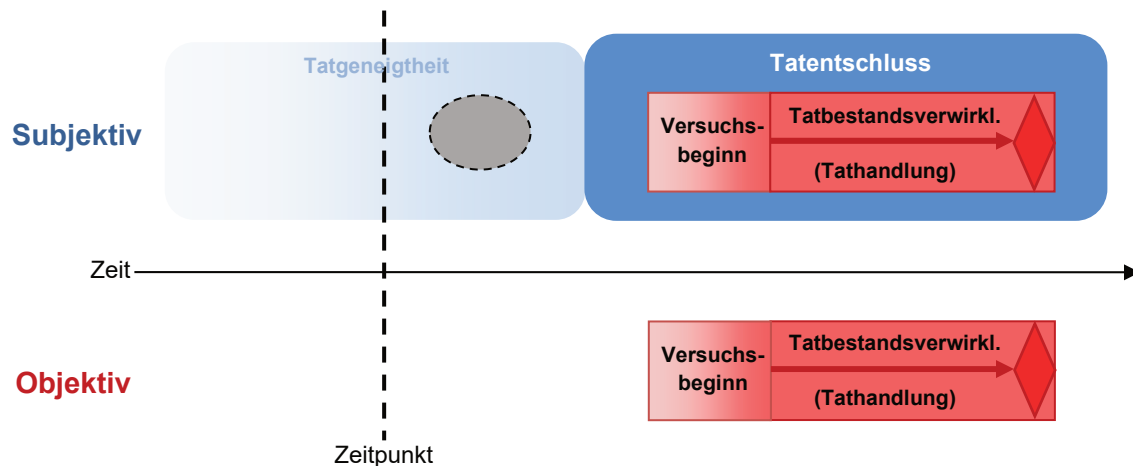 Tatgeneigtheit
Tatentschluss
Subjektiv
Versuchs-
beginn
Tatbestandsverwirkl.
(Tathandlung)
Zeit
Objektiv
Versuchs-
beginn
Tatbestandsverwirkl.
(Tathandlung)
Zeitpunkt